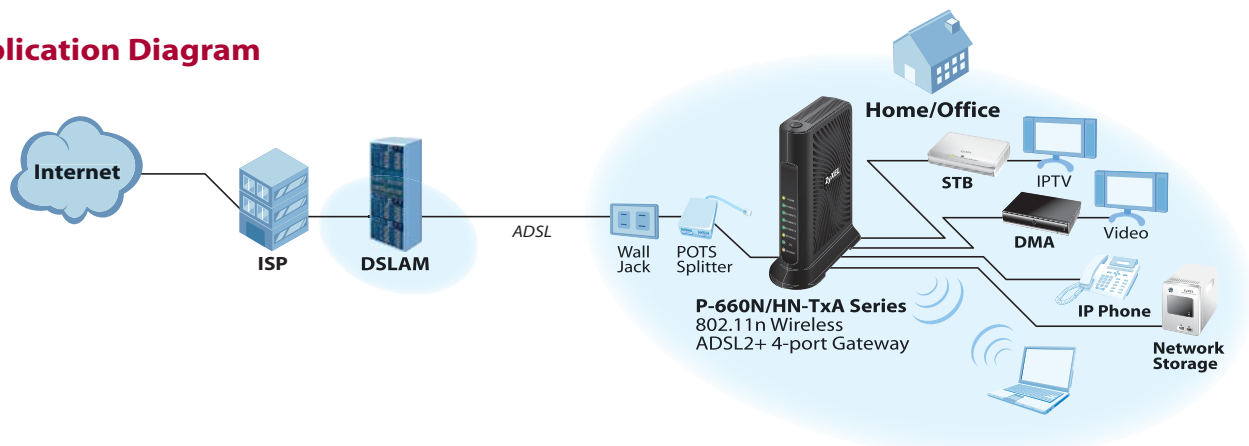 plication Diagram
Home/Office
Internet
ZyXEL
STB
IPTV
DMA
Video
ADSL
Wall
Jack
POTS
Splitter
ISP
DSLAM
P-660N/HN-TxA Series
802.11n Wireless
ADSL2+ 4-port Gateway
IP Phone
Network
Storage